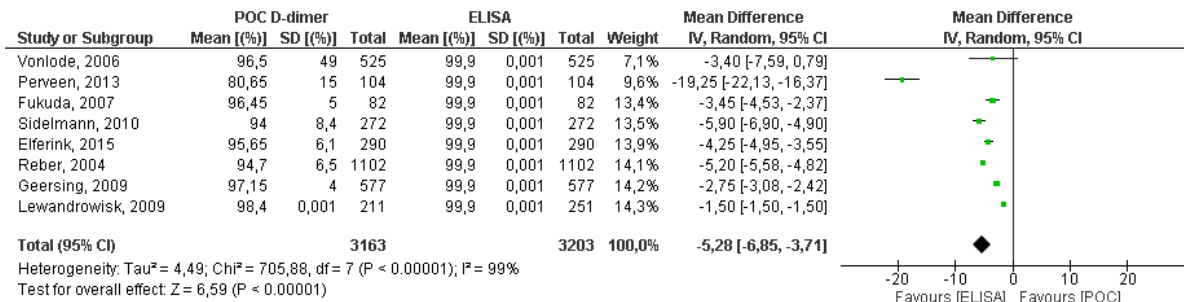 POC D-dimer ELISA Mean Difference Mean Difference
Study or Subgroup Mean [(%)] SD [(%)] Total Mean [(%)] SD [(%)] Total Weight IV, Random, 95% CI IV, Random, 95% CI
Vonlode, 2006 96,5 49 525 99,9 0,001 525 7,1% -3,40 [-7,59, 0,79]
Perveen, 2013 80,65 15 104 99,9 0,001 104 9,6% -19,25 [-22,13, -16,37]
Fukuda, 2007 96,45 5 82 99,9 0,001 82 13,4% -3,45 [-4,53, -2,37]
Sidelmann, 2010 94 8,4 272 99,9 0,001 272 13,5% -5,90 [-6,90, -4,90]
Elferink, 2015 95,65 6,1 290 99,9 0,001 290 13,9% -4,25 [-4,95, -3,55]
Reber, 2004 94,7 6,5 1102 99,9 0,001 1102 14,1% -5,20 [-5,58, -4,82]
Geersing, 2009 97,15 4 577 99,9 0,001 577 14,2% -2,75 [-3,08, -2,42]
Lewandrowisk, 2009 98,4 0,001 211 99,9 0,001 251 14,3% -1,50 [-1,50, -1,50]
Total (95% CI) 3163 3203 100,0% -5,28 [-6,85, -3,71]
Heterogeneity: Tau² = 4,49; Chi² = 705,88, df = 7 (P < 0.00001); I² = 99%
Test for overall effect: Z = 6,59 (P < 0.00001)
-20 -10 0 10 20
Favours [ELISA] Favours [POC]